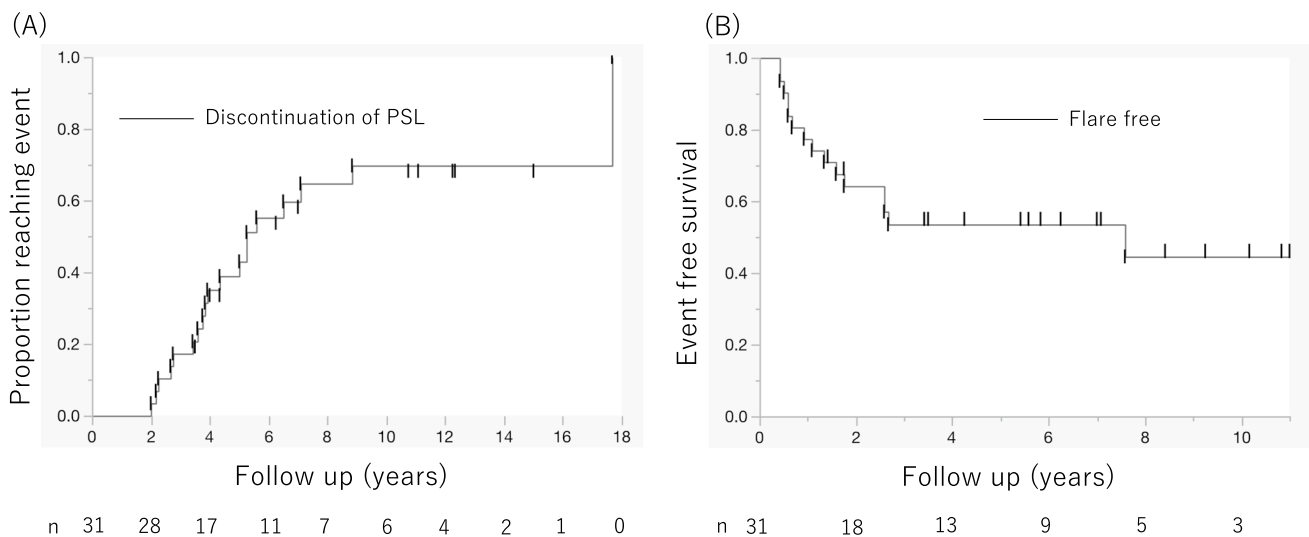 (A)
Proportion reaching event
1.0
0.8
0.6
0.4
0.2
0.0
Discontinuation of PSL
0 2 4 6 8 10 12 14 16 18
Follow up (years)
n 31 28 17 11 7 6 4 2 1 0
(B)
Event free survival
1.0
0.8
0.6
0.4
0.2
0.0
Flare free
0 2 4 6 8 10
Follow up (years)
n 31 18 13 9 5 3